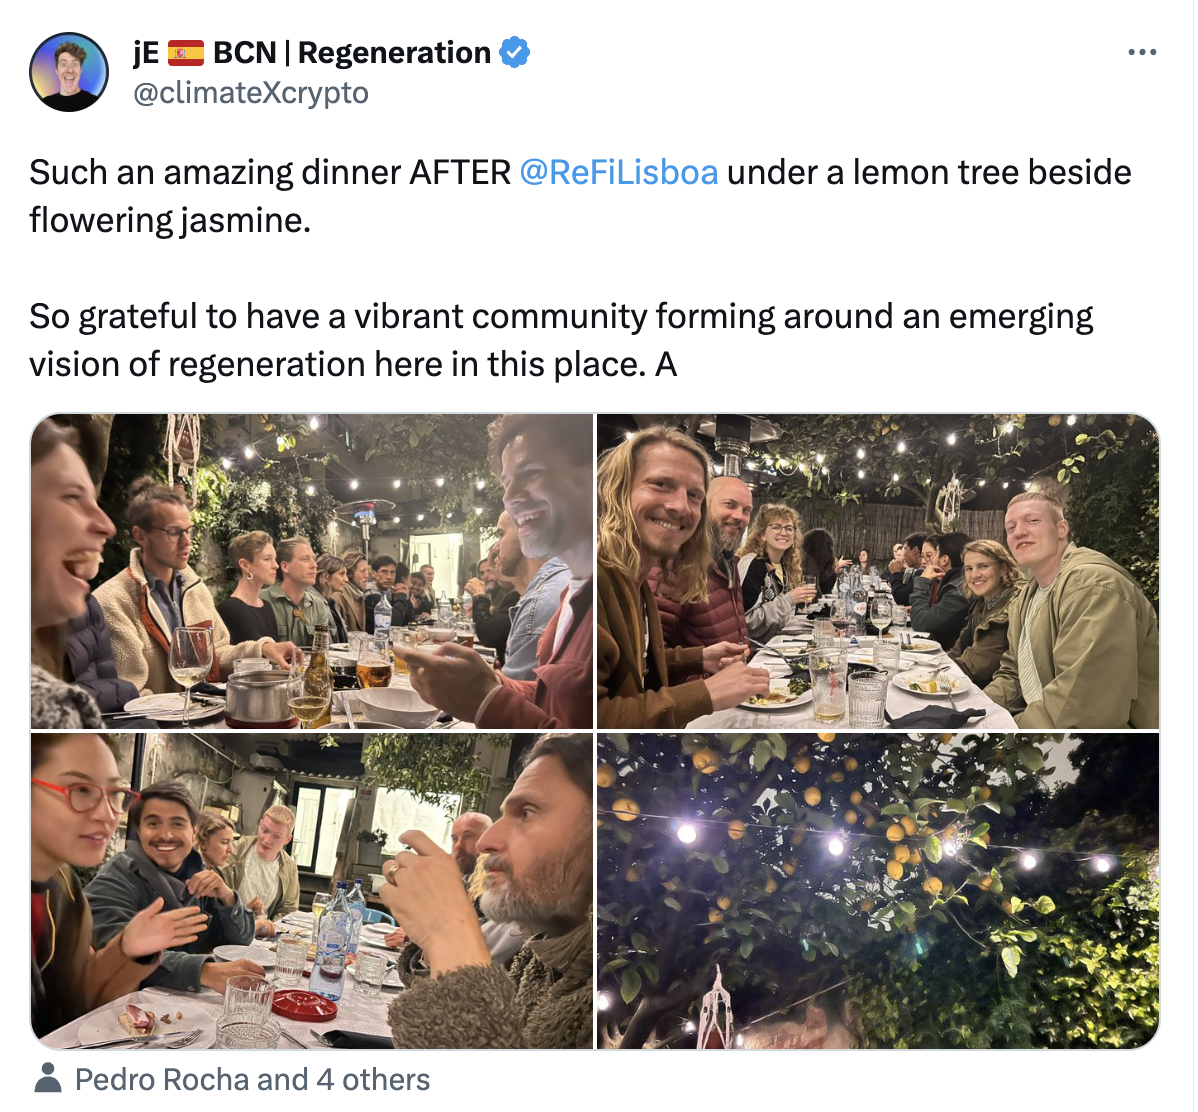 jE 🇪🇸 BCN | Regeneration
@climateXcrypto
Such an amazing dinner AFTER @ReFiLisboa under a lemon tree beside
flowering jasmine.
So grateful to have a vibrant community forming around an emerging
vision of regeneration here in this place. A
Pedro Rocha and 4 others